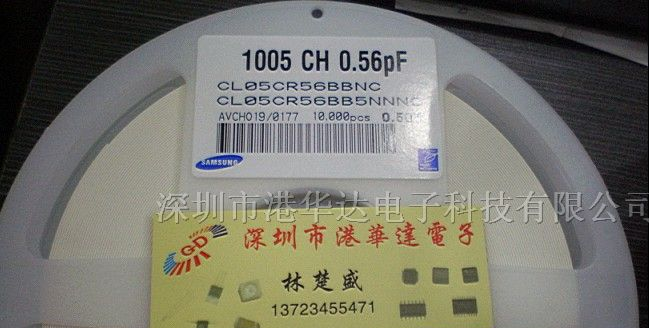 1005 CH 0.56pF
CL05CR56BBNC
CL05CR56BB5NNNC
AVCH019/0177 10,000pcs 0.50
SAMSUNG
深圳市港华达电子科技有限公司
GD
深圳市港華達電子
林楚盛
13723455471